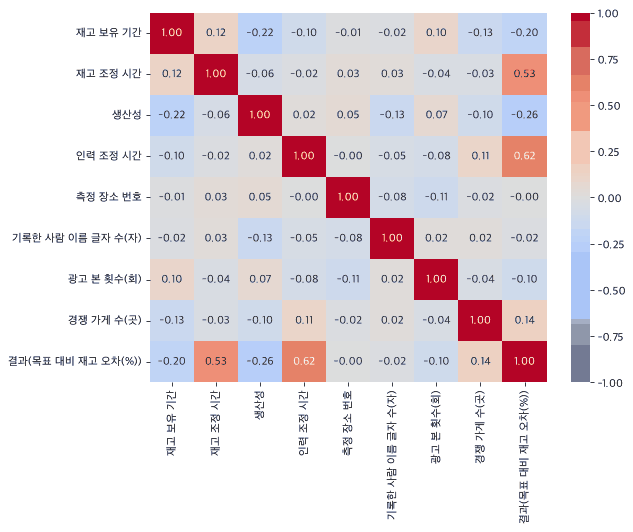 재고 보유 기간 1.00 0.12 -0.22 -0.10 -0.01 -0.02 0.10 -0.13 -0.20
재고 조정 시간 0.12 1.00 -0.06 -0.02 0.03 0.03 -0.04 -0.03 0.53
생산성 -0.22 -0.06 1.00 0.02 0.05 -0.13 0.07 -0.10 -0.26
인력 조정 시간 -0.10 -0.02 0.02 1.00 -0.00 -0.05 -0.08 0.11 0.62
측정 장소 번호 -0.01 0.03 0.05 -0.00 1.00 -0.08 -0.11 -0.02 -0.00
기록한 사람 이름 글자 수(자) -0.02 0.03 -0.13 -0.05 -0.08 1.00 0.02 0.02 -0.02
광고 본 횟수(회) 0.10 -0.04 0.07 -0.08 -0.11 0.02 1.00 -0.04 -0.10
경쟁 가게 수(곳) -0.13 -0.03 -0.10 0.11 -0.02 0.02 -0.04 1.00 0.14
결과(목표 대비 재고 오차(%)) -0.20 0.53 -0.26 0.62 -0.00 -0.02 -0.10 0.14 1.00
재고 보유 기간
재고 조정 시간
생산성
인력 조정 시간
측정 장소 번호
기록한 사람 이름 글자 수(자)
광고 본 횟수(회)
경쟁 가게 수(곳)
결과(목표 대비 재고 오차(%))
1.00
0.75
0.50
0.25
0.00
-0.25
-0.50
-0.75
-1.00